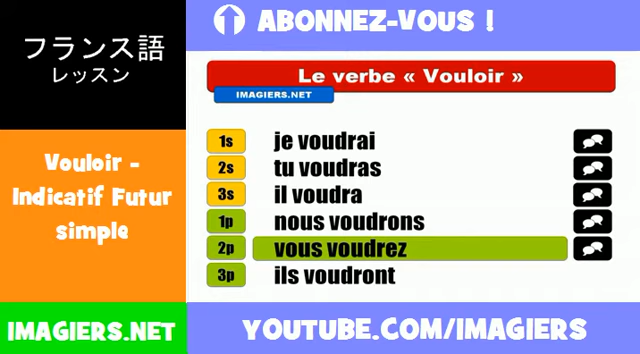 フランス語
レッスン
ABONNEZ-VOUS !
Le verbe « Vouloir »
IMAGIERS.NET
Vouloir -
Indicatif Futur
simple
1s je voudrai
2s tu voudras
3s il voudra
1p nous voudrons
2p vous voudrez
3p ils voudront
IMAGIERS.NET
YOUTUBE.COM/IMAGIERS